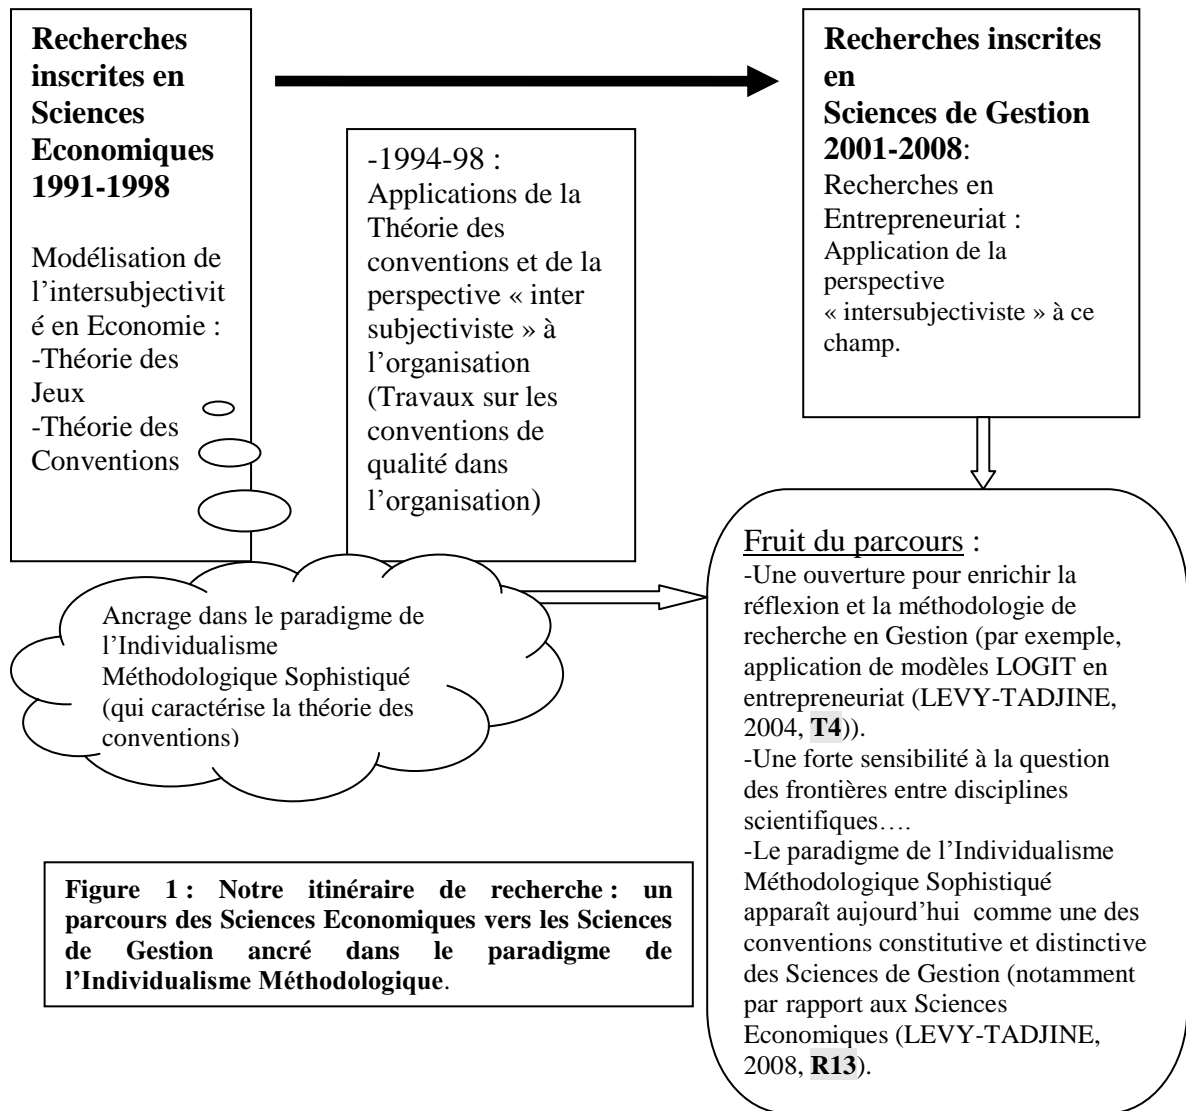 Recherches
inscrites en
Sciences
Economiques
1991-1998
Modélisation de
l’intersubjectivit
é en Economie :
-Théorie des
Jeux
-Théorie des
Conventions
-1994-98 :
Applications de la
Théorie des
conventions et de la
perspective « inter
subjectiviste » à
l’organisation
(Travaux sur les
conventions de
qualité dans
l’organisation)
Recherches inscrites
en
Sciences de Gestion
2001-2008:
Recherches en
Entrepreneuriat :
Application de la
perspective
« intersubjectiviste » à ce
champ.
Ancrage dans le paradigme de
l’Individualisme
Méthodologique Sophistiqué
(qui caractérise la théorie des
conventions)
Fruit du parcours :
-Une ouverture pour enrichir la
réflexion et la méthodologie de
recherche en Gestion (par exemple,
application de modèles LOGIT en
entrepreneuriat (LEVY-TADJINE,
2004, T4)).
-Une forte sensibilité à la question
des frontières entre disciplines
scientifiques….
-Le paradigme de l’Individualisme
Méthodologique Sophistiqué
apparaît aujourd’hui comme une des
conventions constitutive et distinctive
des Sciences de Gestion (notamment
par rapport aux Sciences
Economiques (LEVY-TADJINE,
2008, R13).
Figure 1 : Notre itinéraire de recherche : un
parcours des Sciences Economiques vers les Sciences
de Gestion ancré dans le paradigme de
l’Individualisme Méthodologique.